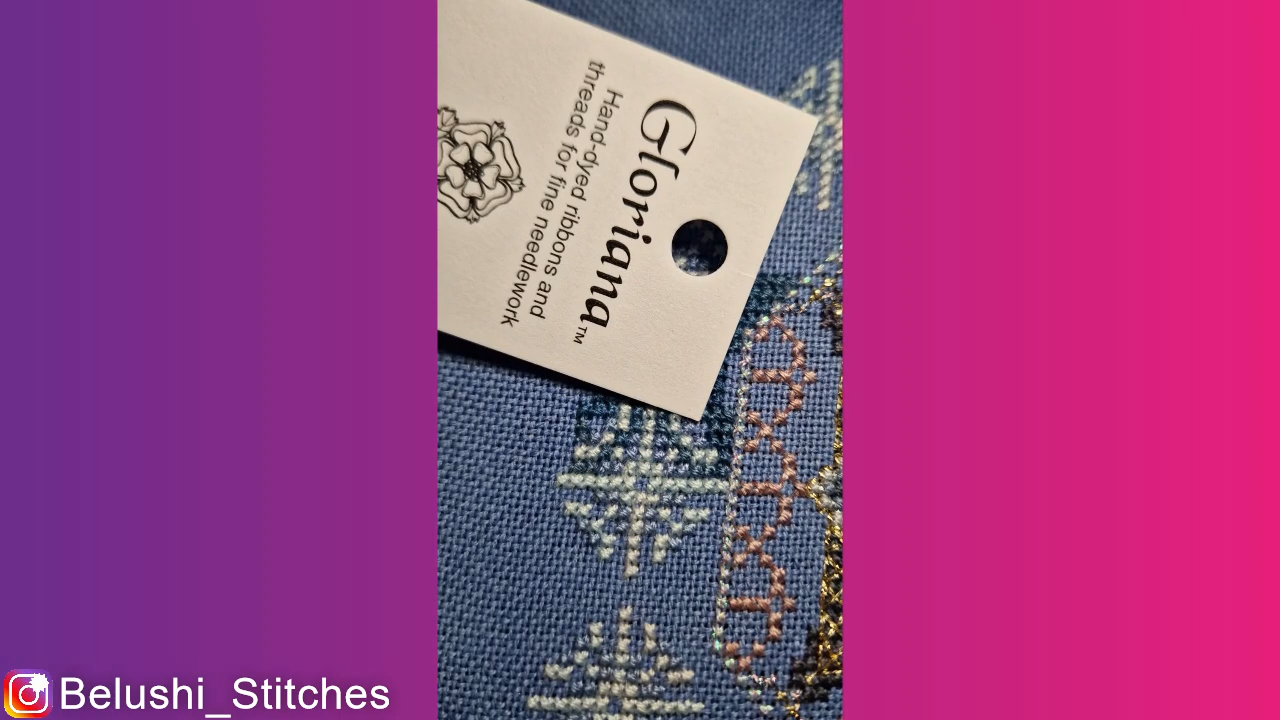 Gloriana™
Hand-dyed ribbons and
threads for fine needlework
Belushi_Stitches